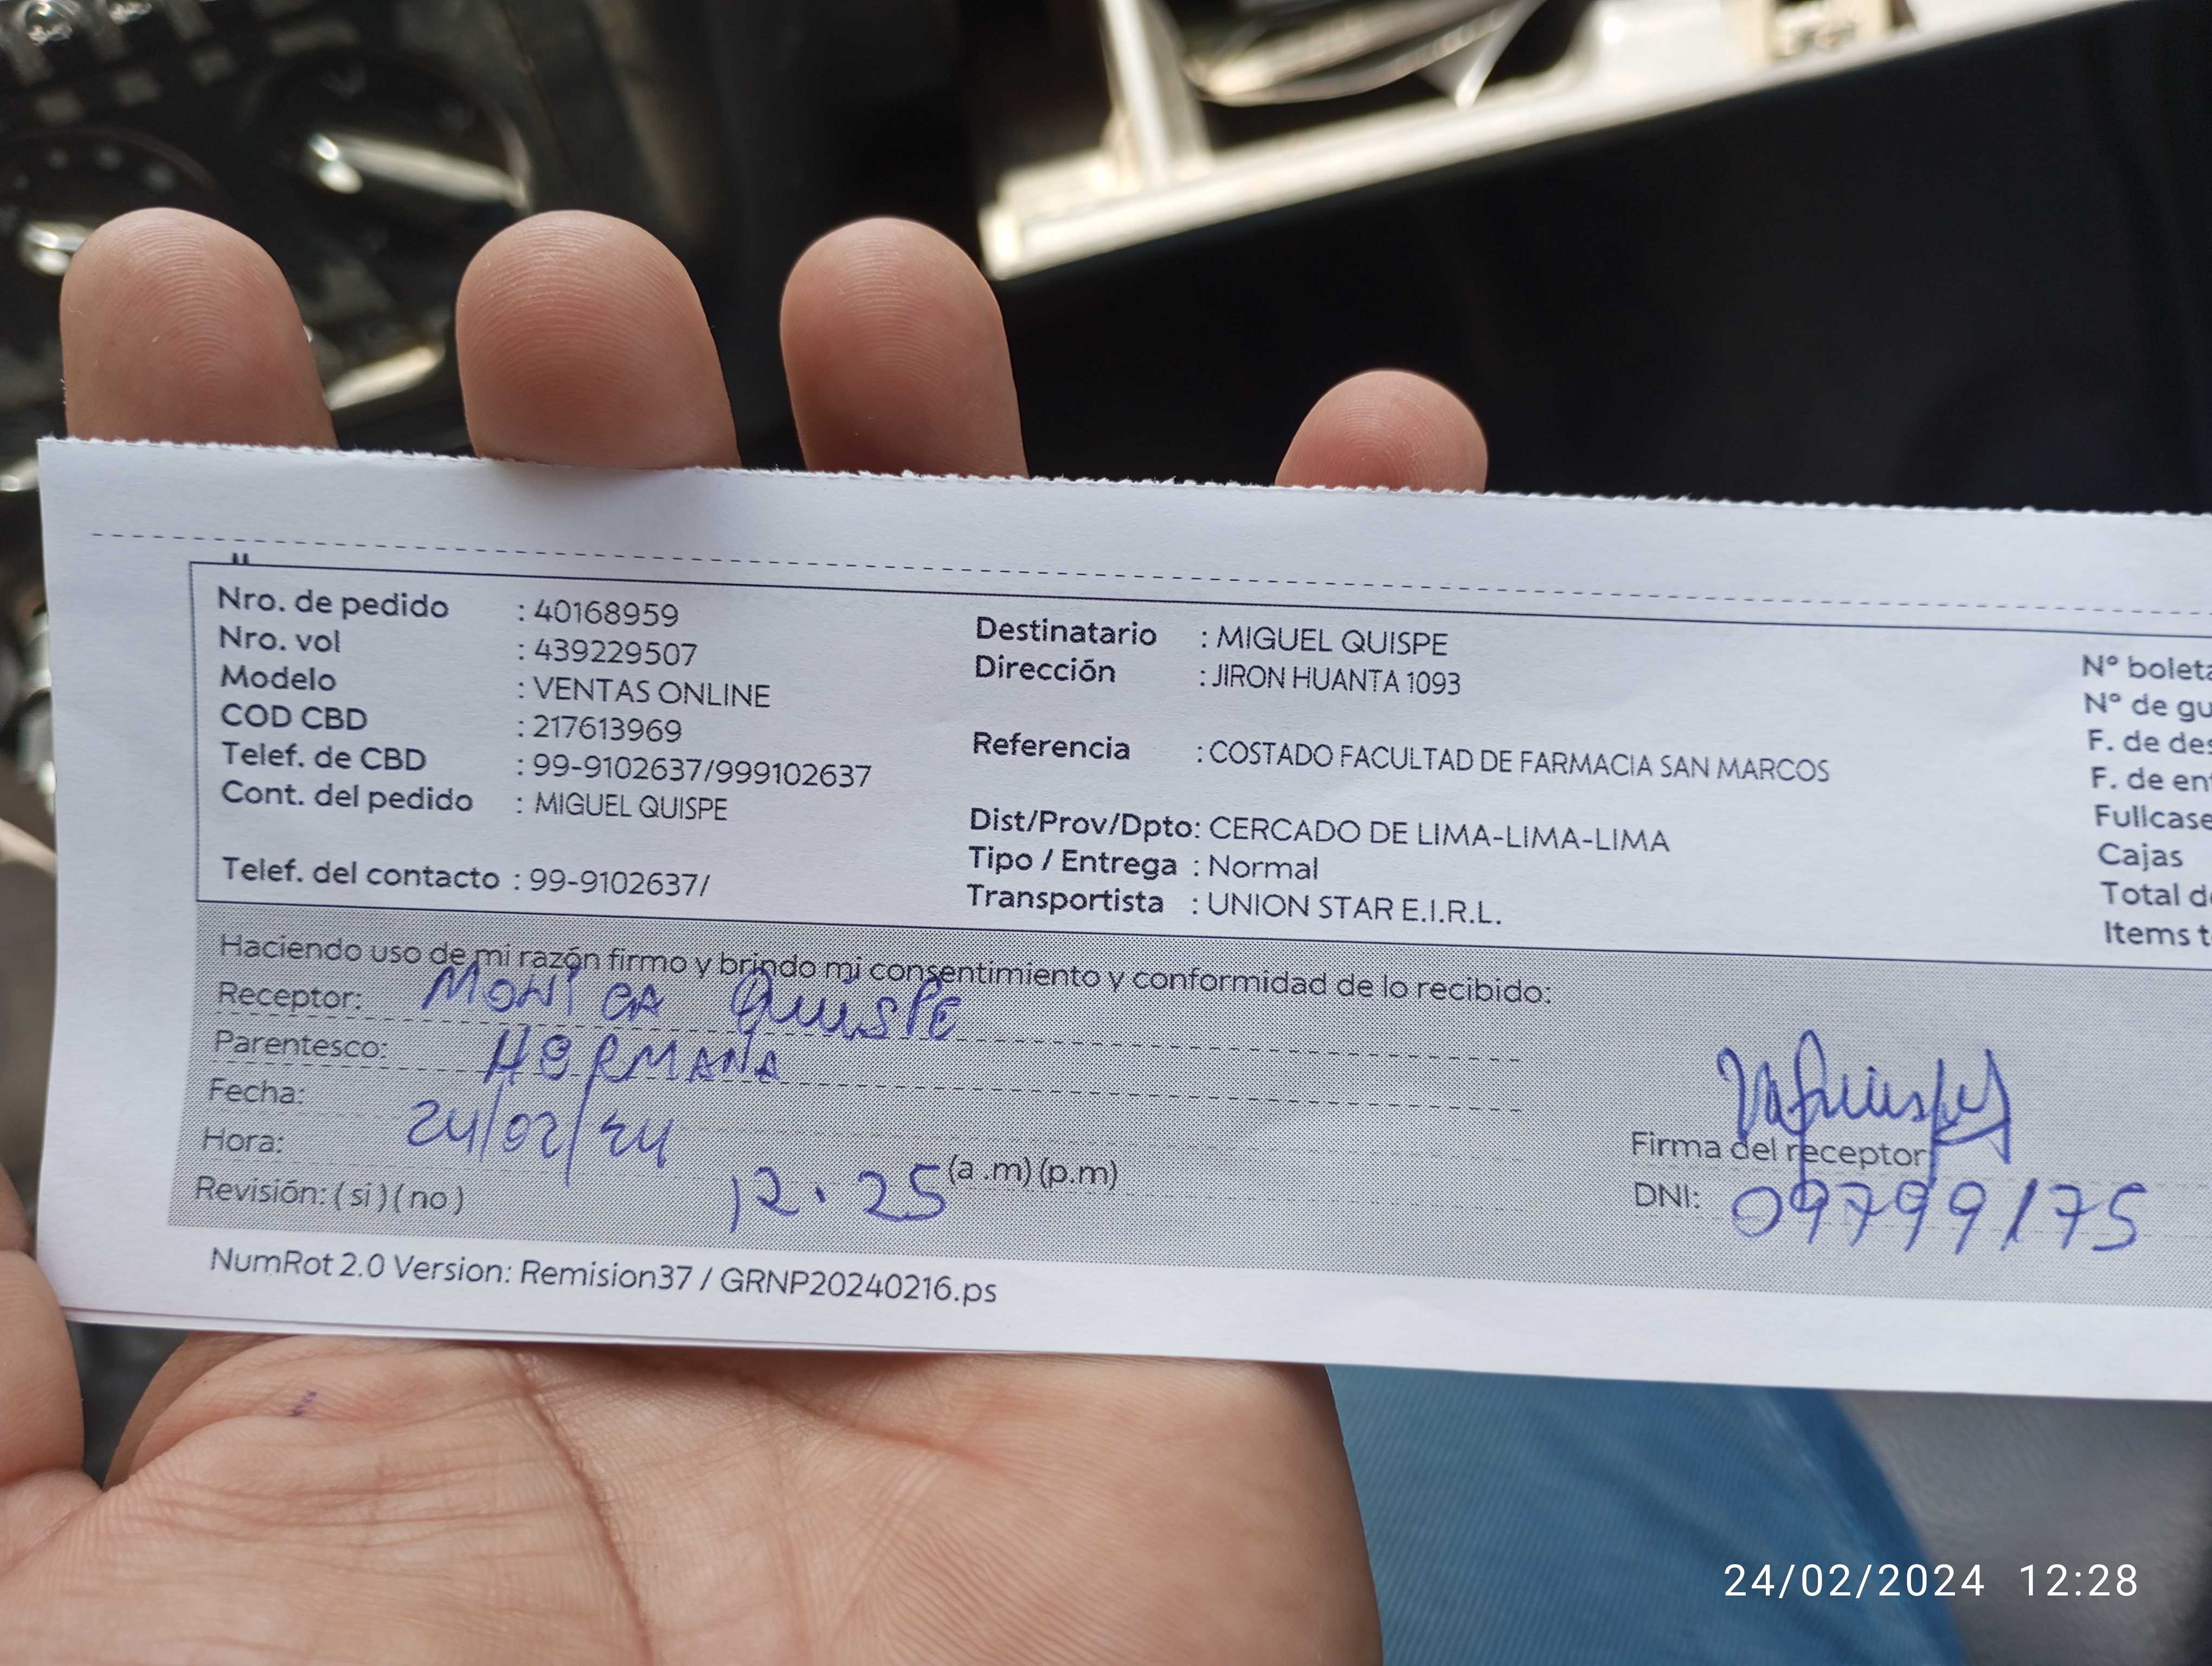 Nro. de pedido : 40168959
Nro. vol : 439229507
Modelo : VENTAS ONLINE
COD CBD : 217613969
Telef. de CBD : 99-9102637/999102637
Cont. del pedido : MIGUEL QUISPE
Telef. del contacto : 99-9102637/
Destinatario : MIGUEL QUISPE
Dirección : JIRON HUANTA 1093
Referencia : COSTADO FACULTAD DE FARMACIA SAN MARCOS
Dist/Prov/Dpto: CERCADO DE LIMA-LIMA-LIMA
Tipo / Entrega : Normal
Transportista : UNION STAR E.I.R.L.
N° boleta
N° de gu
F. de des
F. de en
Fullcase
Cajas
Total d
Items t
Haciendo uso de mi razón firmo y brindo mi consentimiento y conformidad de lo recibido:
Receptor: MONICA QUISPE
Parentesco: HERMANA
Fecha: 24/02/24
Hora: 12.25 (a.m) (p.m)
Revisión: ( si ) ( no )
Firma del receptor
DNI: 09799175
NumRot 2.0 Version: Remision37 / GRNP20240216.ps
24/02/2024 12:28